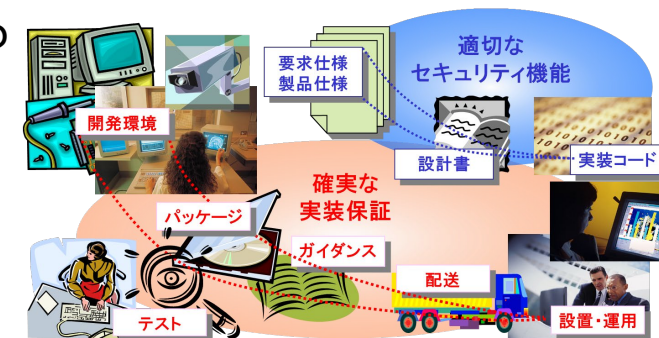 の
要求仕様
製品仕様
適切な
セキュリティ機能
開発環境
設計書
実装コード
確実な
実装保証
パッケージ
ガイダンス
配送
テスト
設置・運用